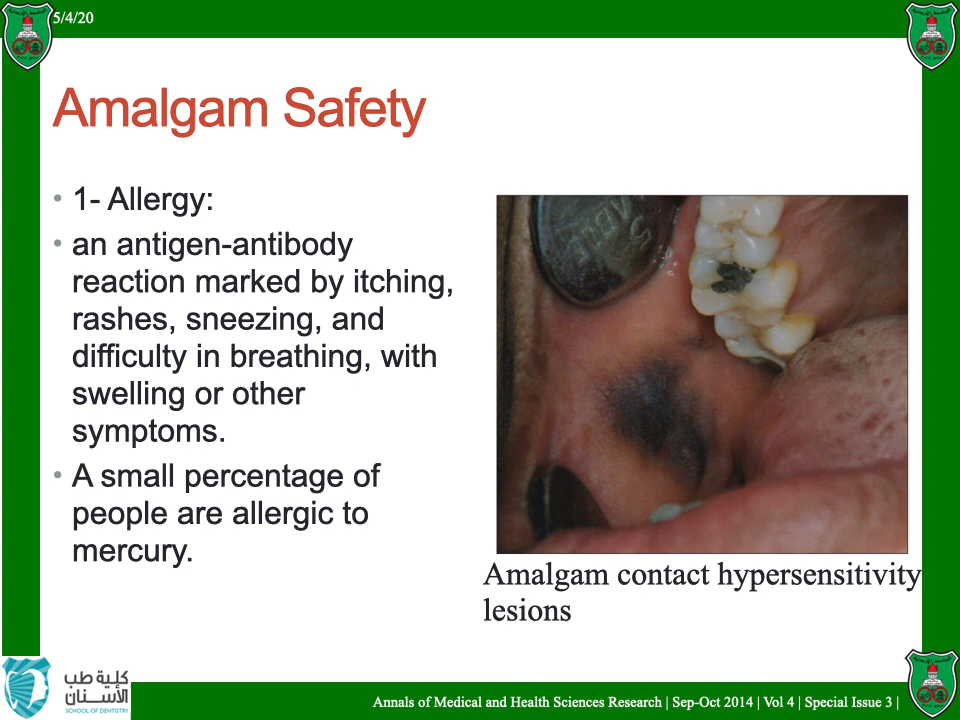 5/4/20
Amalgam Safety
• 1- Allergy:
• an antigen-antibody
reaction marked by itching,
rashes, sneezing, and
difficulty in breathing, with
swelling or other
symptoms.
• A small percentage of
people are allergic to
mercury.
Amalgam contact hypersensitivity
lesions
كلية طب
الأسنان
SCHOOL OF DENTISTRY
Annals of Medical and Health Sciences Research | Sep-Oct 2014 | Vol 4 | Special Issue 3 |